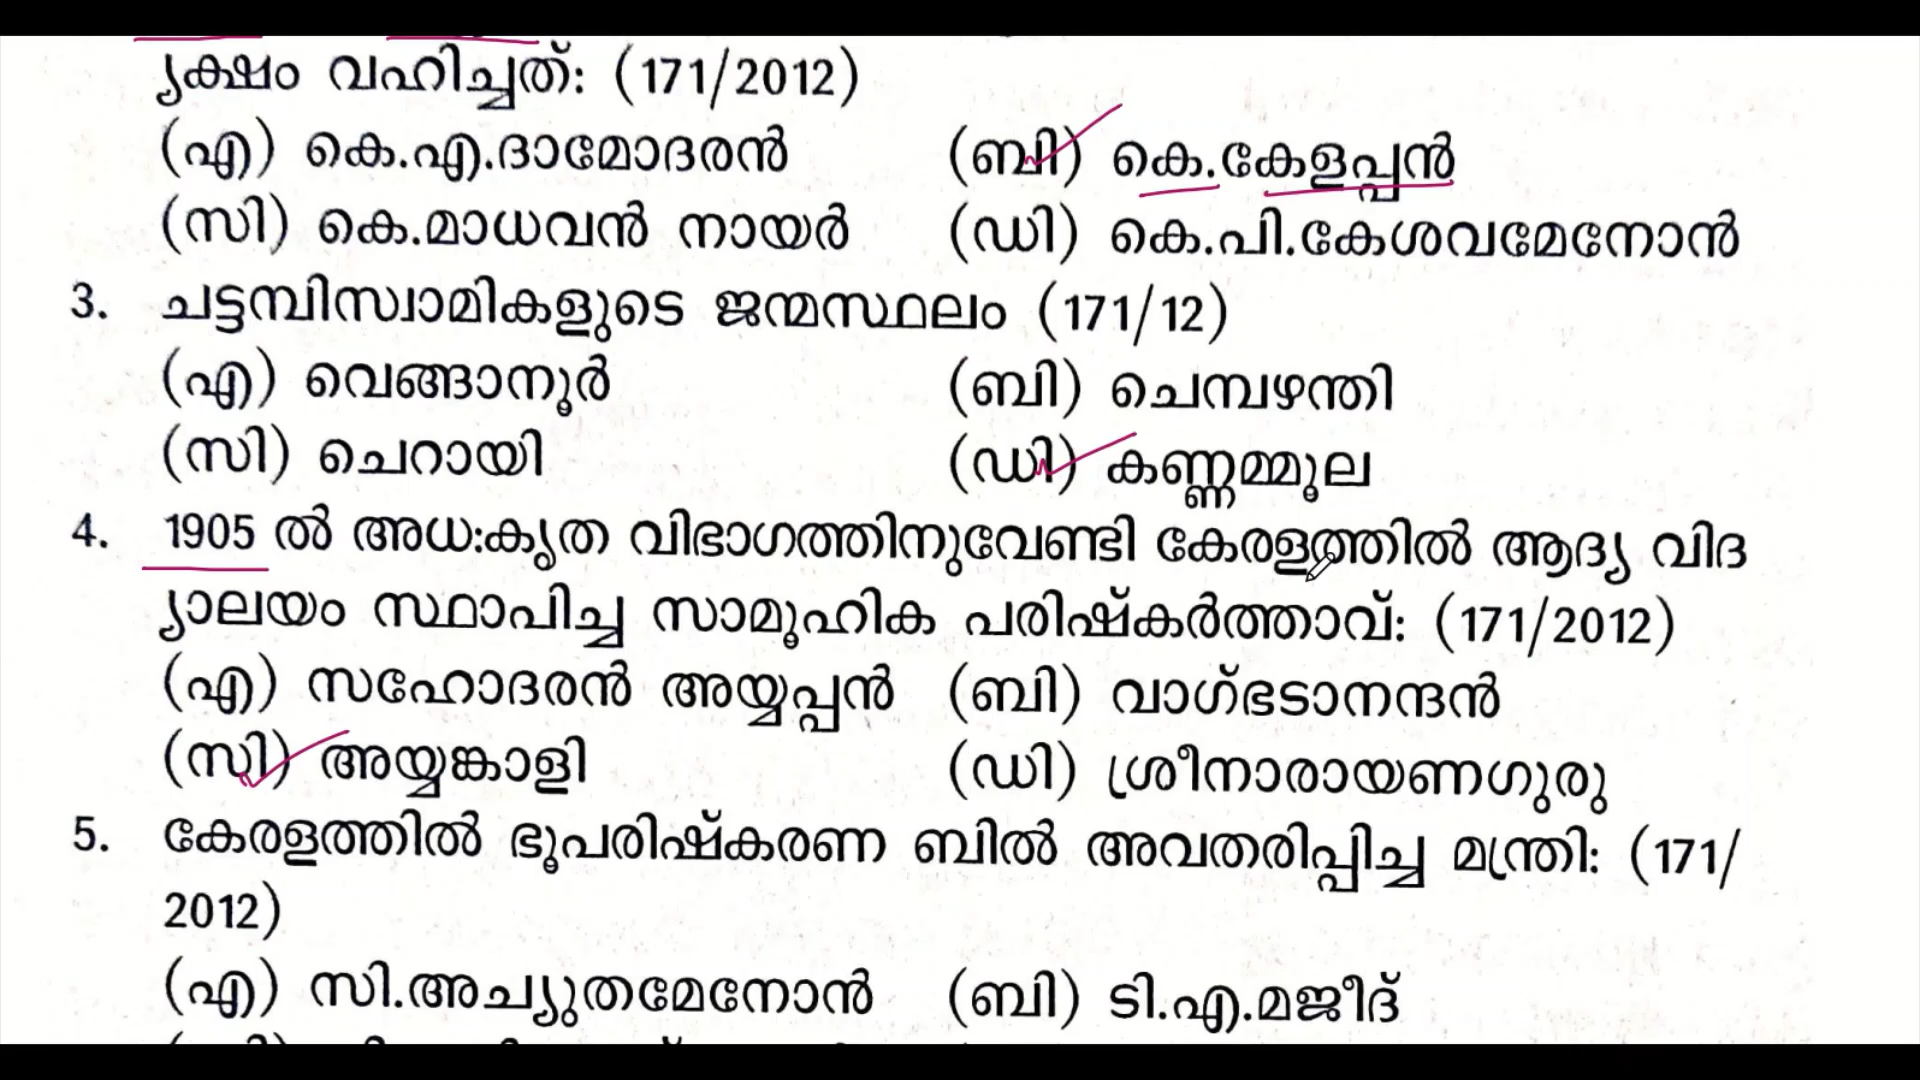 ്യക്ഷം വഹിച്ചത്: (171/2012)
(എ) കെ.എ.ദാമോദരൻ (ബി) കെ.കേളപ്പൻ
(സി) കെ.മാധവൻ നായർ (ഡി) കെ.പി.കേശവമേനോൻ
3. ചട്ടമ്പിസ്വാമികളുടെ ജന്മസ്ഥലം (171/12)
(എ) വെങ്ങാനൂർ (ബി) ചെമ്പഴന്തി
(സി) ചെറായി (ഡി) കണ്ണമ്മൂല
4. 1905 ൽ അധ:കൃത വിഭാഗത്തിനുവേണ്ടി കേരളത്തിൽ ആദ്യ വിദ
്യാലയം സ്ഥാപിച്ച സാമൂഹിക പരിഷ്കർത്താവ്: (171/2012)
(എ) സഹോദരൻ അയ്യപ്പൻ (ബി) വാഗ്ഭടാനന്ദൻ
(സി) അയ്യങ്കാളി (ഡി) ശ്രീനാരായണഗുരു
5. കേരളത്തിൽ ഭൂപരിഷ്കരണ ബിൽ അവതരിപ്പിച്ച മന്ത്രി: (171/
2012)
(എ) സി.അച്യുതമേനോൻ (ബി) ടി.എ.മജീദ്